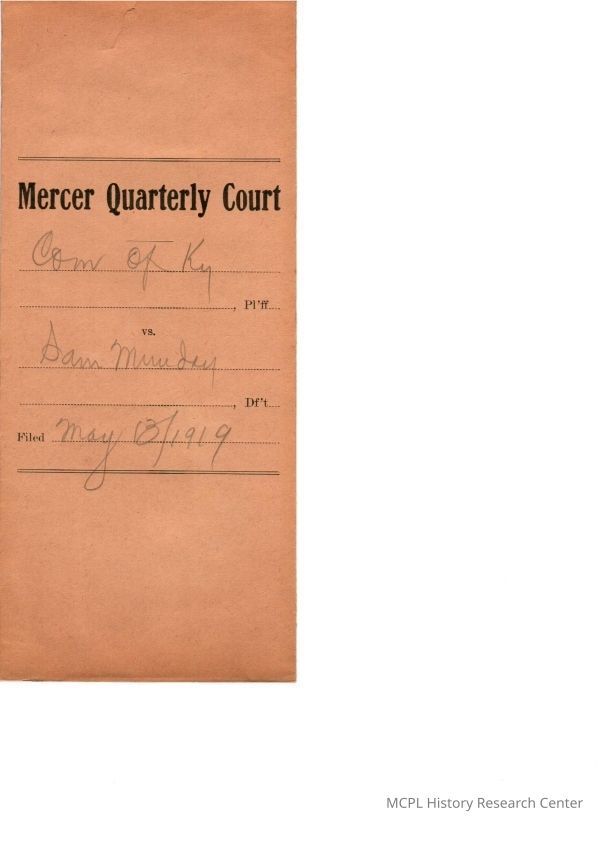 Mercer Quarterly Court
Com of Ky
, Pl'ff.
vs.
Sam Munday
, Df't
Filed May 13/1919
MCPL History Research Center